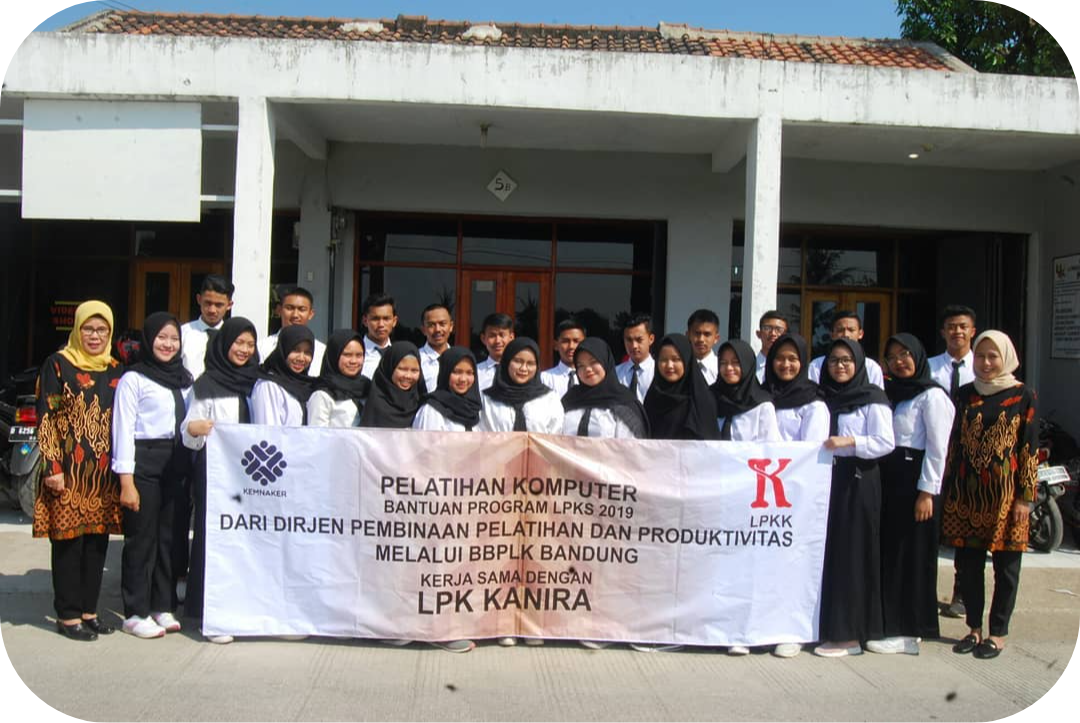 5B
KEMNAKER
PELATIHAN KOMPUTER
BANTUAN PROGRAM LPKS 2019
DARI DIRJEN PEMBINAAN PELATIHAN DAN PRODUKTIVITAS
MELALUI BBPLK BANDUNG
KERJA SAMA DENGAN
LPK KANIRA
K
LPKK